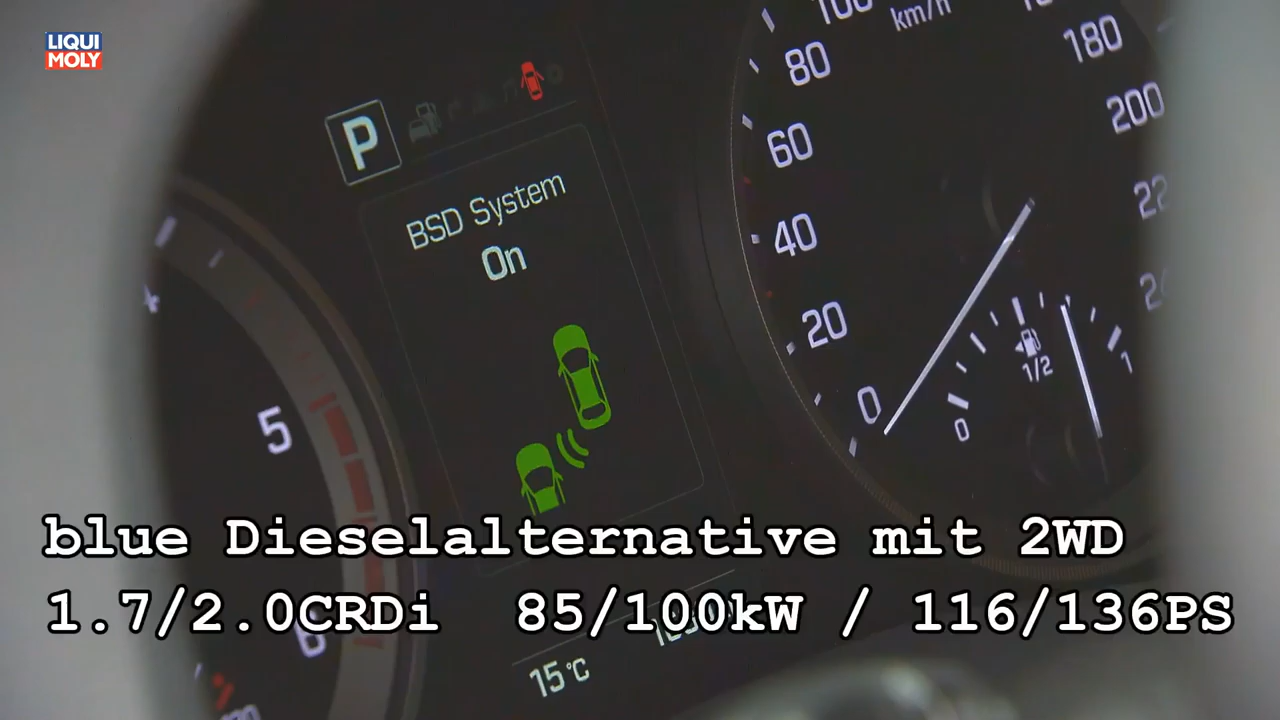 LIQUI
MOLY
P
BSD System
On
100
km/h
80
60
40
20
0
180
200
0
1/2
1
5
6
blue Dieselalternative mit 2WD
1.7/2.0CRDi 85/100kW / 116/136PS
15°C